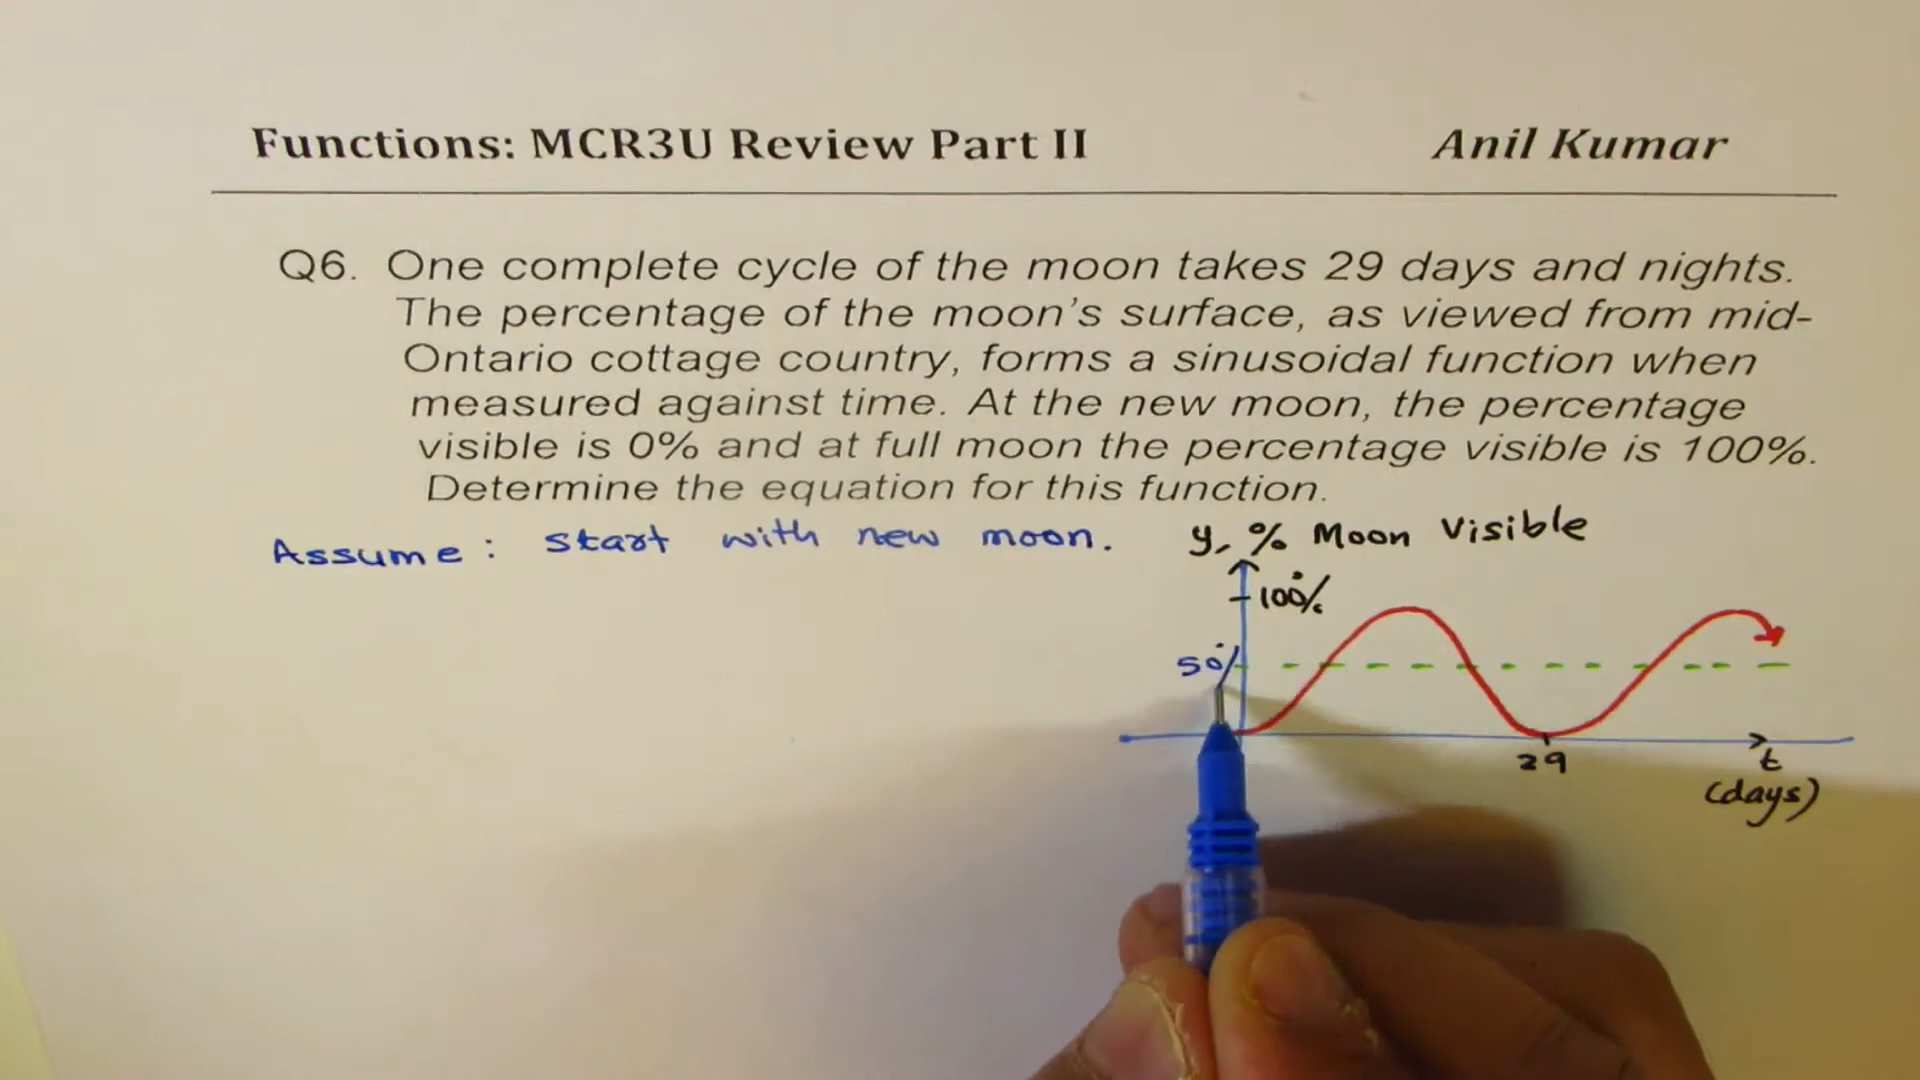 Functions: MCR3U Review Part II Anil Kumar
Q6. One complete cycle of the moon takes 29 days and nights.
The percentage of the moon's surface, as viewed from mid-
Ontario cottage country, forms a sinusoidal function when
measured against time. At the new moon, the percentage
visible is 0% and at full moon the percentage visible is 100%.
Determine the equation for this function.
Assume: start with new moon.
y, % Moon Visible
100%
50%
29
t
(days)